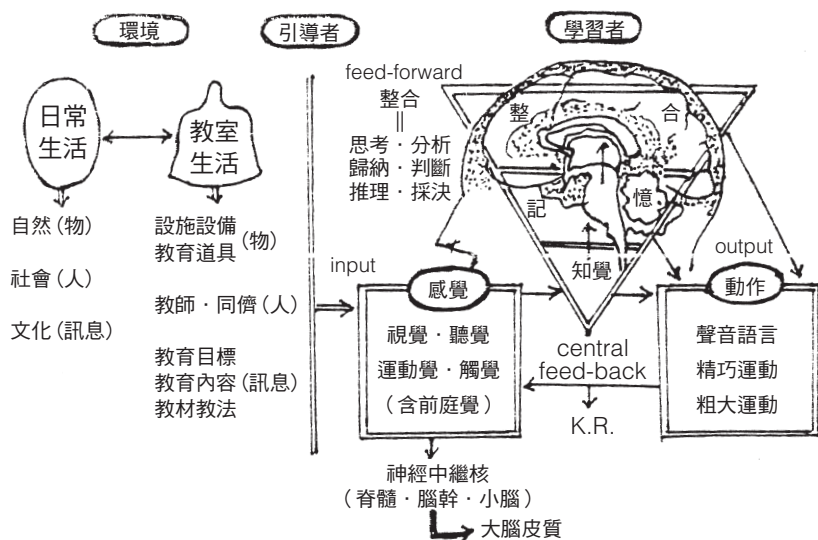 環境
引導者
學習者
日常
生活
教室
生活
自然(物)
社會(人)
文化(訊息)
設施設備
教育道具(物)
教師·同儕(人)
教育目標
教育內容(訊息)
教材教法
feed-forward
整合
||
思考·分析
歸納·判斷
推理·採決
整 合
記 憶
知覺
input
感覺
視覺·聽覺
運動覺·觸覺
(含前庭覺)
central
feed-back
K.R.
output
動作
聲音語言
精巧運動
粗大運動
神經中繼核
(脊髓·腦幹·小腦)
大腦皮質